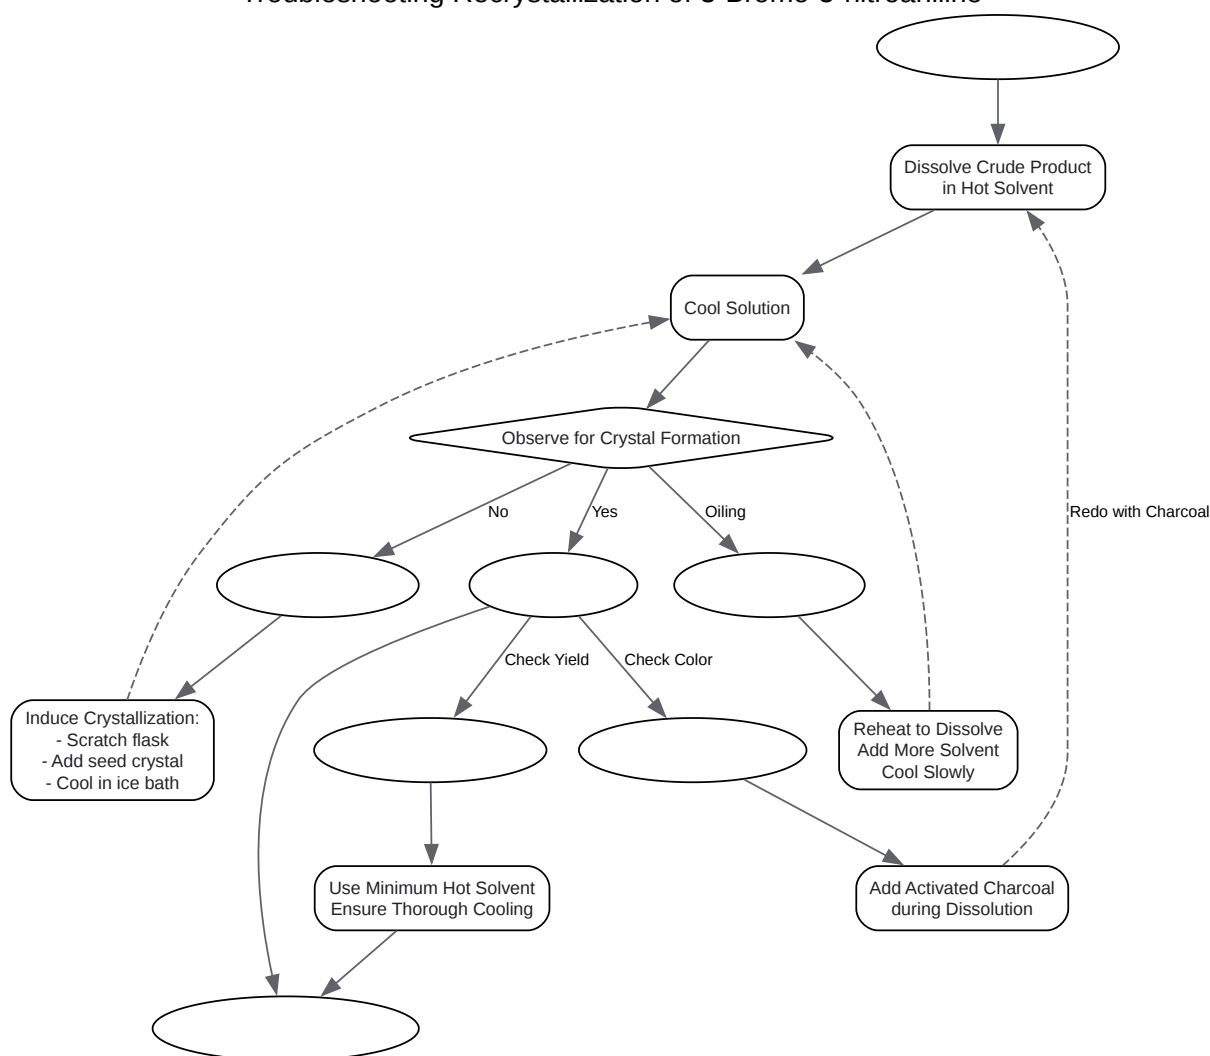 Troubleshooting Recrystallization of 3-Bromo-5-nitroaniline
Dissolve Crude Product
in Hot Solvent
Cool Solution
Observe for Crystal Formation
No
Yes
Oiling
Redo with Charcoal
Check Yield
Check Color
Induce Crystallization:
- Scratch flask
- Add seed crystal
- Cool in ice bath
Reheat to Dissolve
Add More Solvent
Cool Slowly
Use Minimum Hot Solvent
Ensure Thorough Cooling
Add Activated Charcoal
during Dissolution